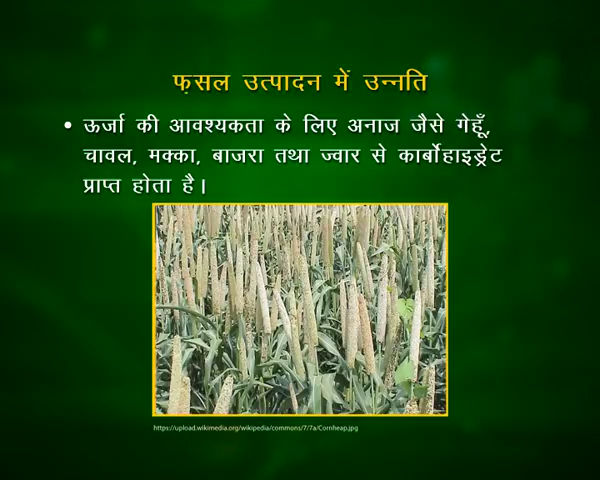 फ़सल उत्पादन में उन्नति
• ऊर्जा की आवश्यकता के लिए अनाज जैसे गेहूँ,
चावल, मक्का, बाजरा तथा ज्वार से कार्बोहाइड्रेट
प्राप्त होता है।
https://upload.wikimedia.org/wikipedia/commons/7/7a/Cornheap.jpg